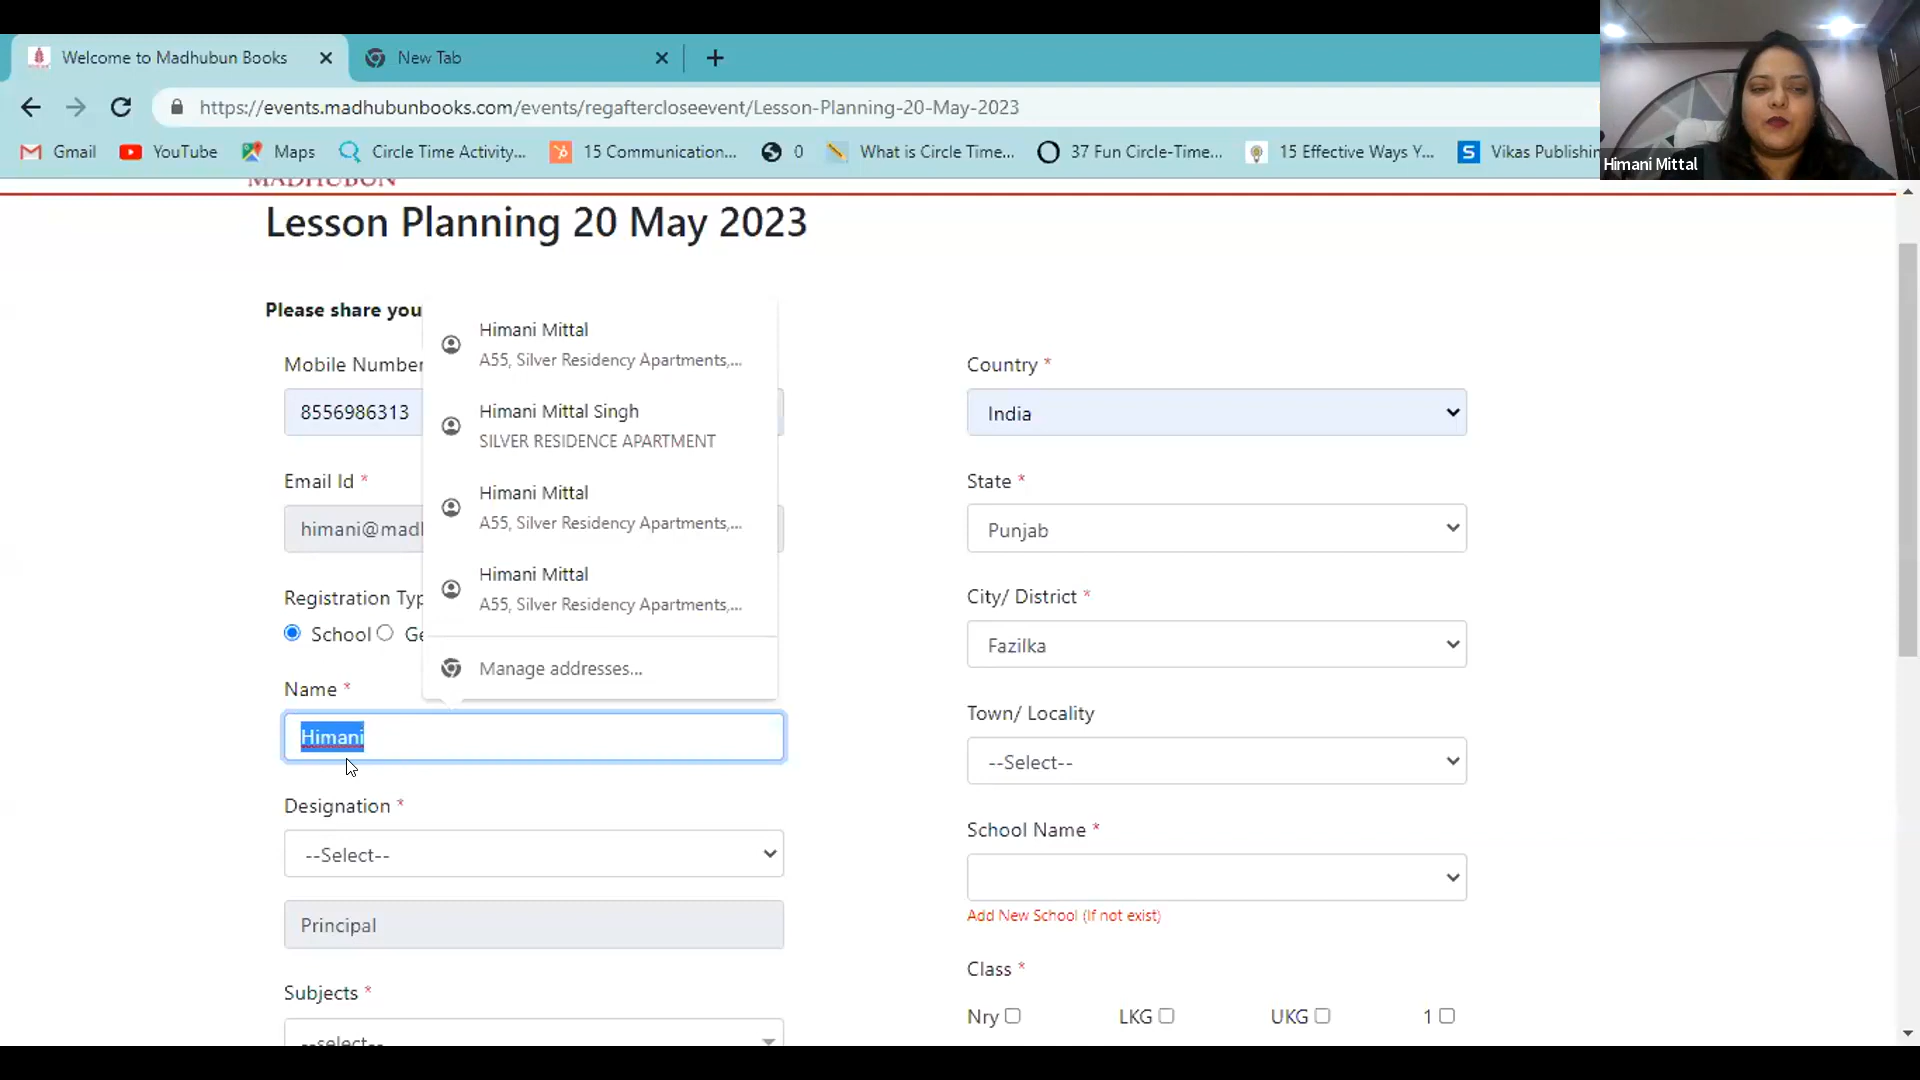 Welcome to Madhubun Books
New Tab
https://events.madhubunbooks.com/events/regaftercloseevent/Lesson-Planning-20-May-2023
Gmail
YouTube
Maps
Circle Time Activity...
15 Communication...
0
What is Circle Time...
37 Fun Circle-Time...
15 Effective Ways Y...
S
Vikas Publishin
Himani Mittal
MADHUBUN
Lesson Planning 20 May 2023
Please share you
Mobile Number
8556986313
Email Id *
himani@mad
Registration Typ
School
Ge
Name *
Himani
Designation *
--Select--
Principal
Subjects *
--select--
Himani Mittal
A55, Silver Residency Apartments,...
Himani Mittal Singh
SILVER RESIDENCE APARTMENT
Himani Mittal
A55, Silver Residency Apartments,...
Himani Mittal
A55, Silver Residency Apartments,...
Manage addresses...
Country *
India
State *
Punjab
City/ District *
Fazilka
Town/ Locality
--Select--
School Name *
Add New School (If not exist)
Class *
Nry
LKG
UKG
1